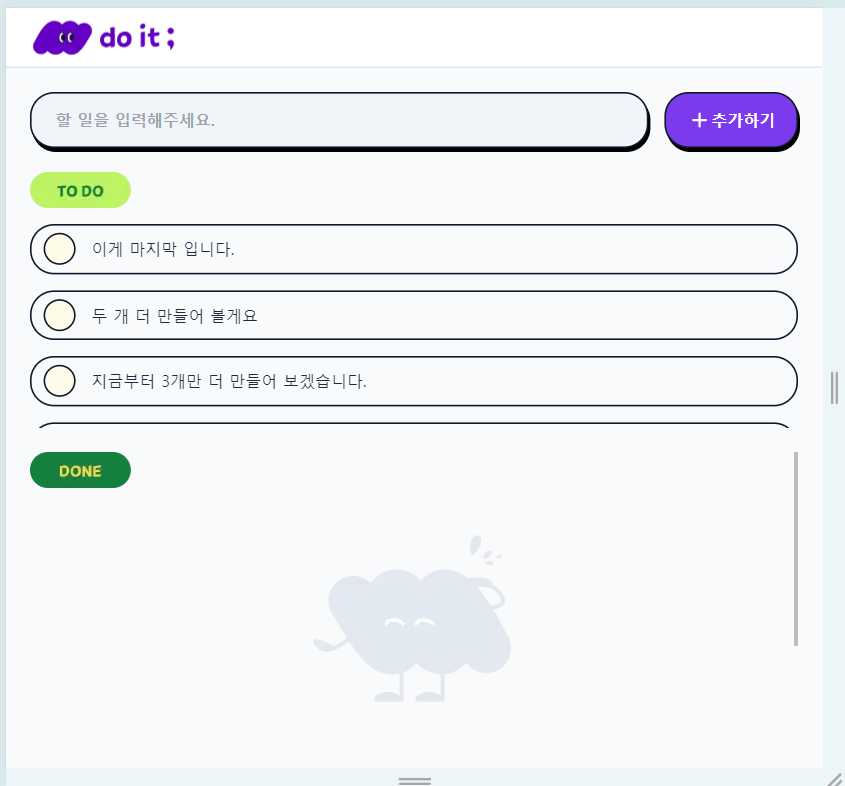 do it ;
할 일을 입력해주세요.
+ 추가하기
TO DO
이게 마지막 입니다.
두 개 더 만들어 볼게요
지금부터 3개만 더 만들어 보겠습니다.
DONE